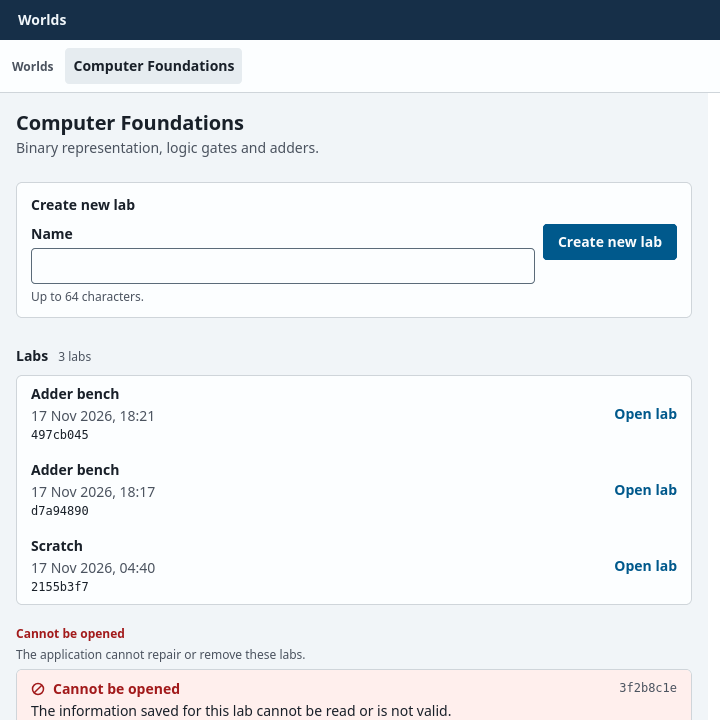 Worlds
Worlds Computer Foundations
Computer Foundations
Binary representation, logic gates and adders.
Create new lab
Name
Create new lab
Up to 64 characters.
Labs 3 labs
Adder bench
17 Nov 2026, 18:21
497cb045
Open lab
Adder bench
17 Nov 2026, 18:17
d7a94890
Open lab
Scratch
17 Nov 2026, 04:40
2155b3f7
Open lab
Cannot be opened
The application cannot repair or remove these labs.
Cannot be opened 3f2b8c1e
The information saved for this lab cannot be read or is not valid.